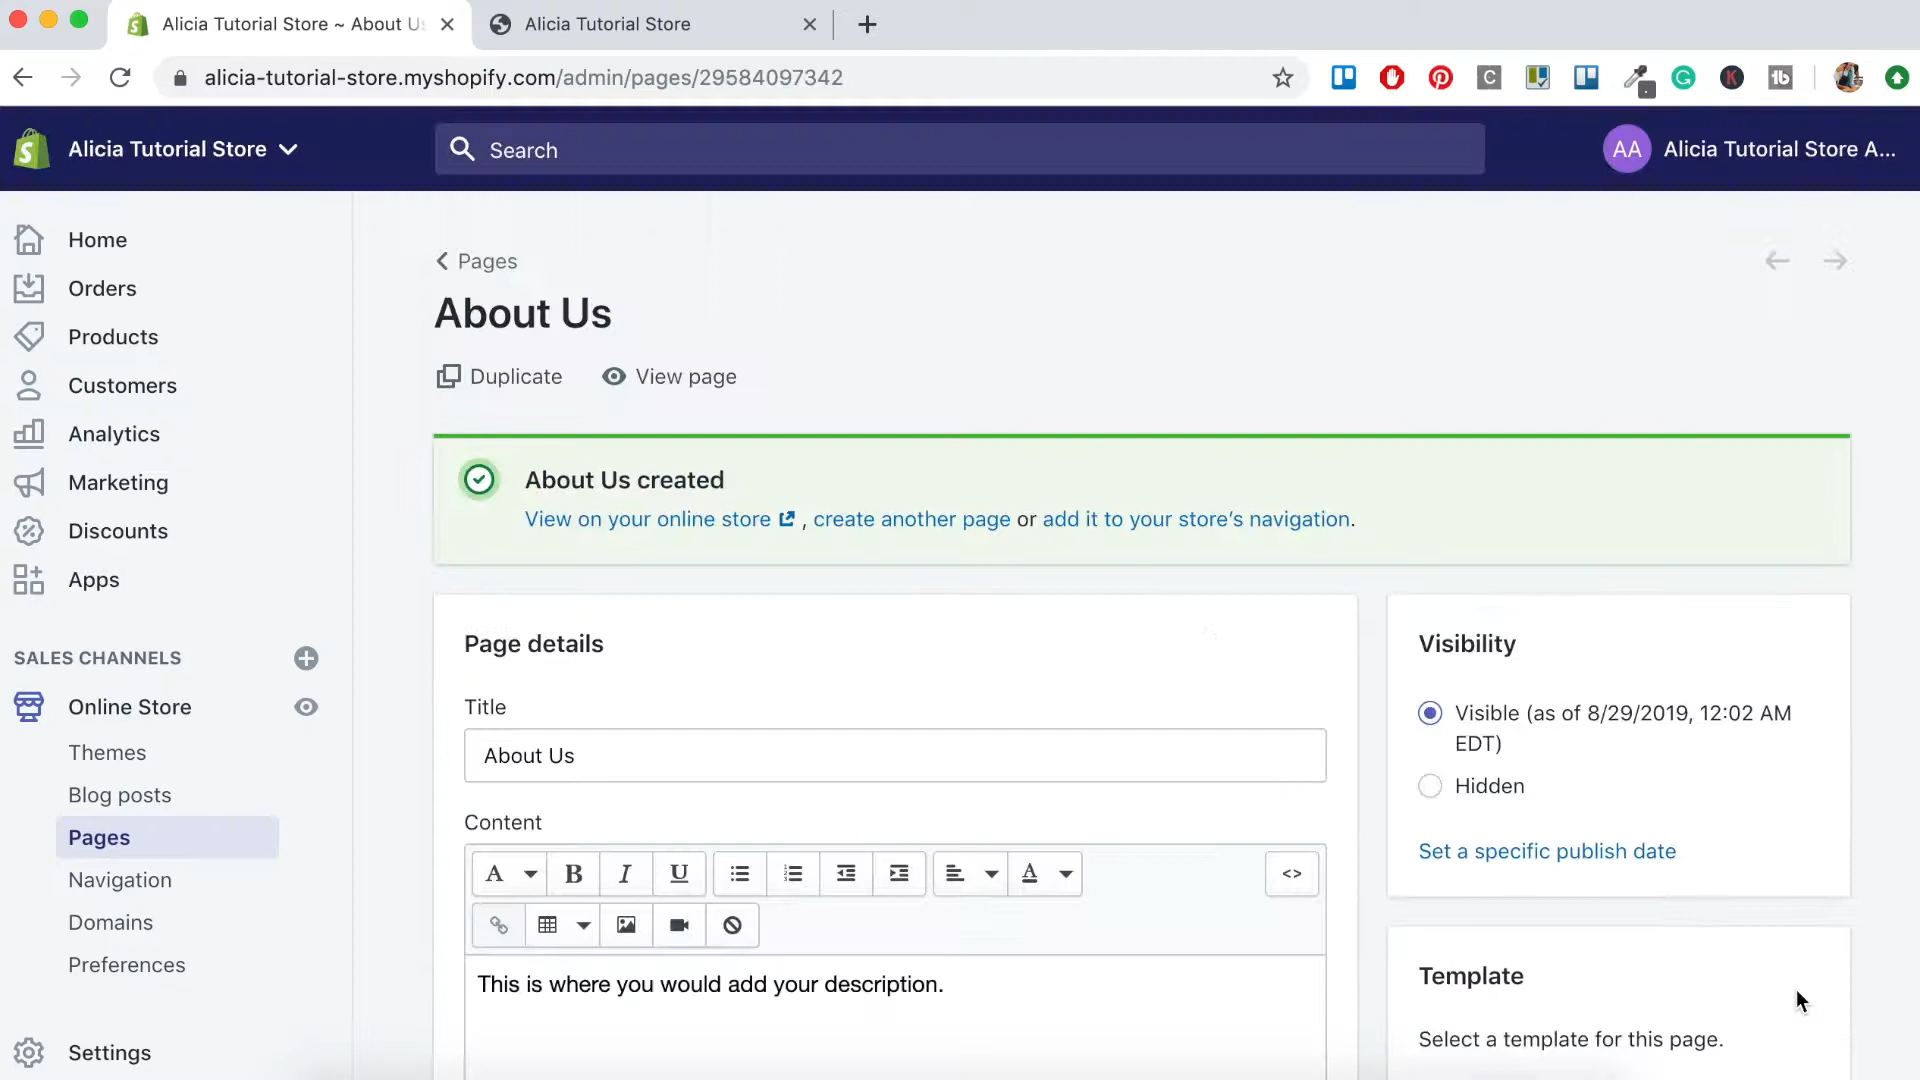 Alicia Tutorial Store ~ About Us
Alicia Tutorial Store
alicia-tutorial-store.myshopify.com/admin/pages/29584097342
Alicia Tutorial Store
Search
AA
Alicia Tutorial Store A...
Home
Orders
Products
Customers
Analytics
Marketing
Discounts
Apps
SALES CHANNELS
Online Store
Themes
Blog posts
Pages
Navigation
Domains
Preferences
Settings
Pages
About Us
Duplicate
View page
About Us created
View on your online store , create another page or add it to your store’s navigation.
Page details
Title
About Us
Content
A B I U A <>
This is where you would add your description.
Visibility
Visible (as of 8/29/2019, 12:02 AM
EDT)
Hidden
Set a specific publish date
Template
Select a template for this page.